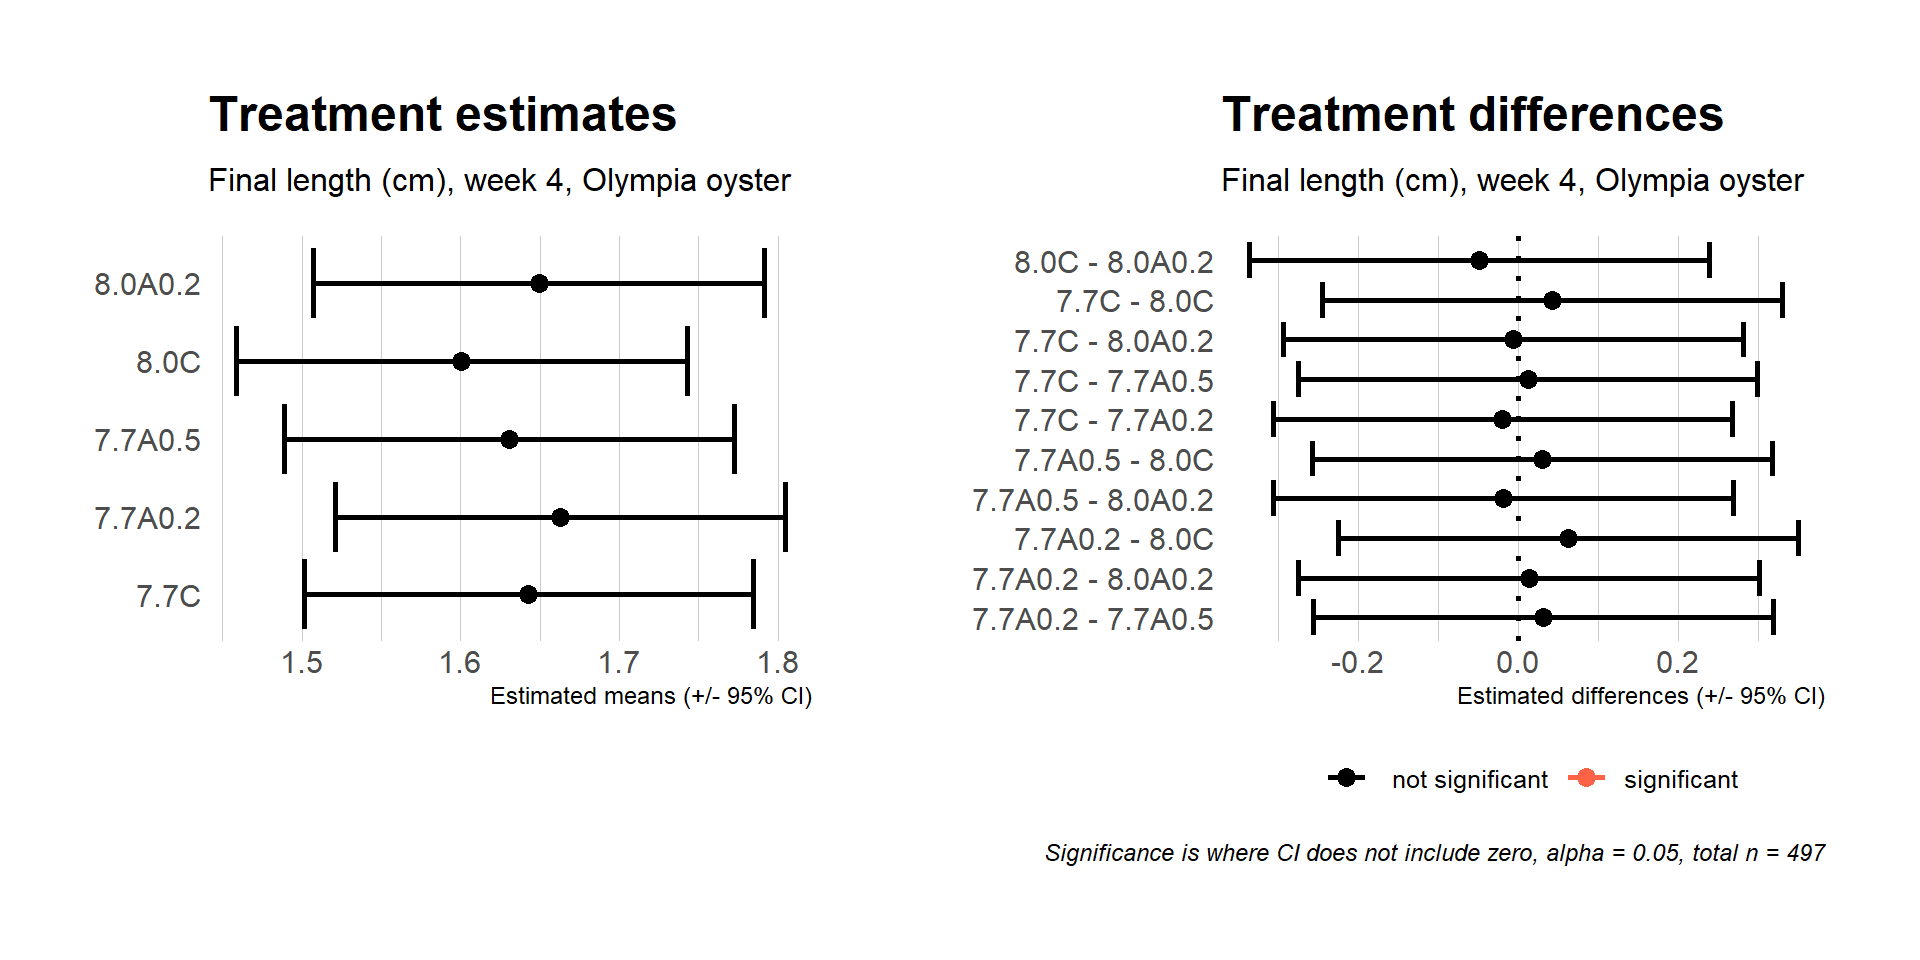 Treatment estimates
Final length (cm), week 4, Olympia oyster
8.0A0.2
8.0C
7.7A0.5
7.7A0.2
7.7C
1.5 1.6 1.7 1.8
Estimated means (+/- 95% CI)
Treatment differences
Final length (cm), week 4, Olympia oyster
8.0C - 8.0A0.2
7.7C - 8.0C
7.7C - 8.0A0.2
7.7C - 7.7A0.5
7.7C - 7.7A0.2
7.7A0.5 - 8.0C
7.7A0.5 - 8.0A0.2
7.7A0.2 - 8.0C
7.7A0.2 - 8.0A0.2
7.7A0.2 - 7.7A0.5
-0.2 0.0 0.2
Estimated differences (+/- 95% CI)
not significant significant
Significance is where CI does not include zero, alpha = 0.05, total n = 497